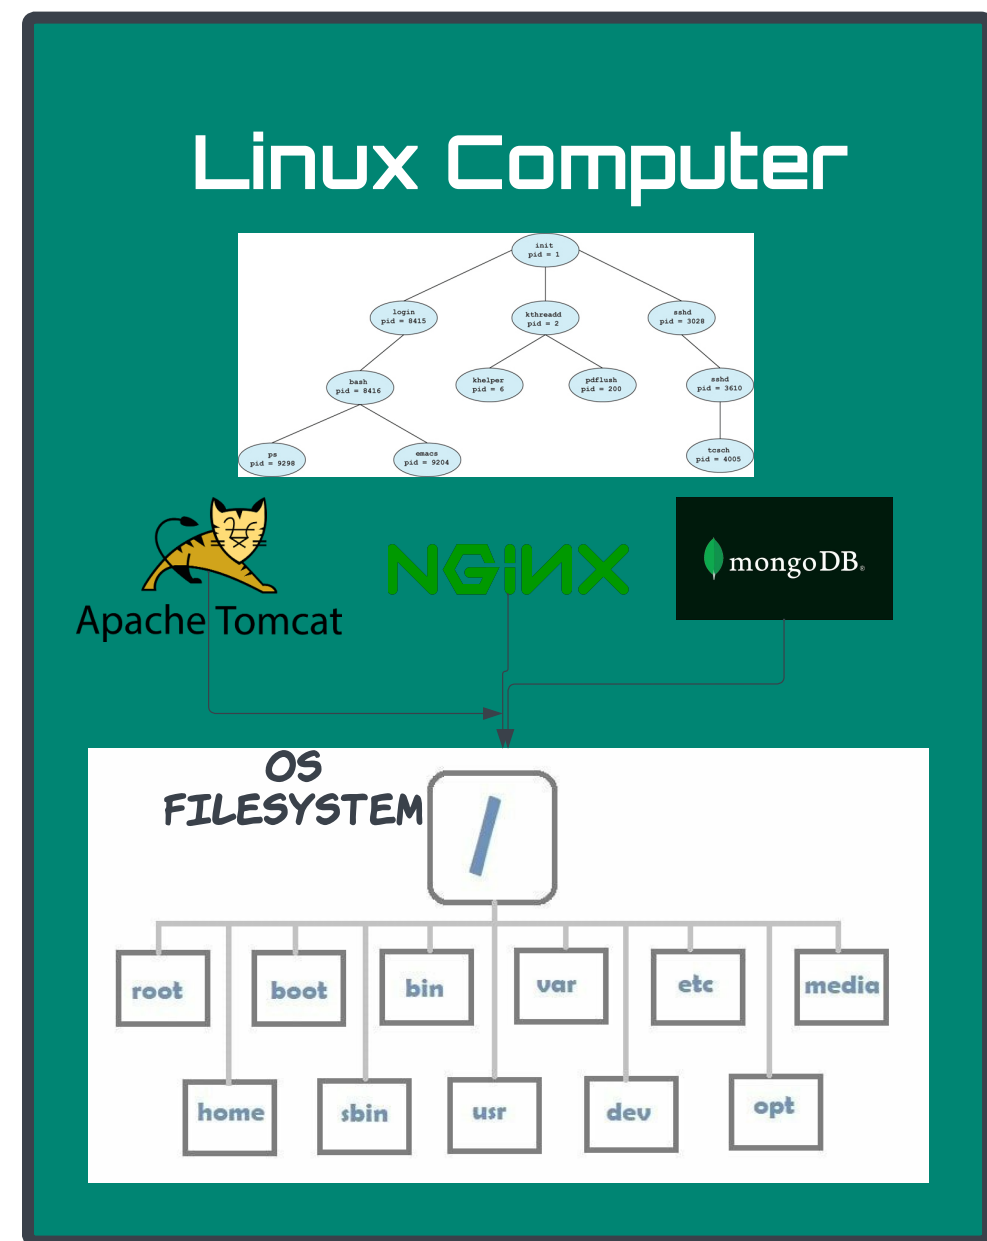 Linux Computer
init
pid = 1
login
pid = 8415
kthreadd
pid = 2
sshd
pid = 3028
bash
pid = 8416
khelper
pid = 6
pdflush
pid = 200
sshd
pid = 3610
ps
pid = 9298
emacs
pid = 9204
tcsch
pid = 4005
Apache Tomcat
NGiNX
mongoDB®
OS
FILESYSTEM
/
root
boot
bin
var
etc
media
home
sbin
usr
dev
opt